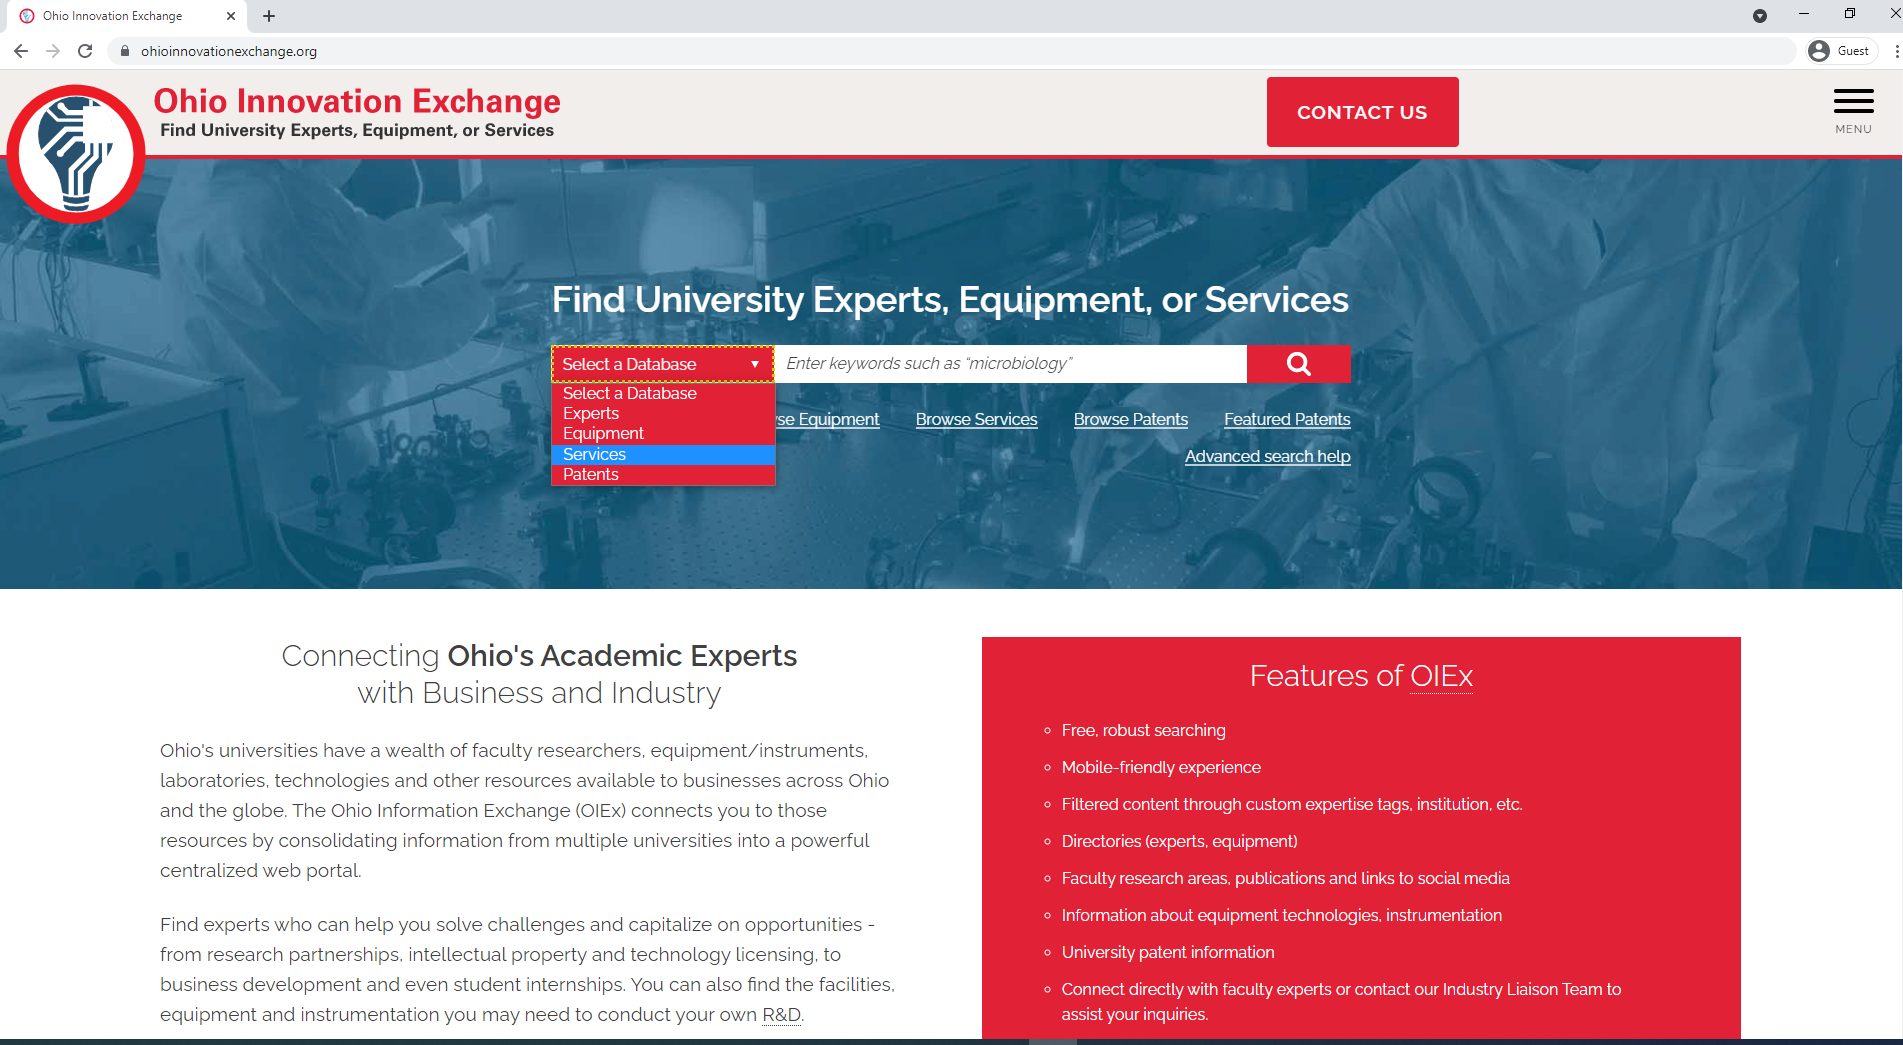 Ohio Innovation Exchange
ohioinnovationexchange.org
Guest
Ohio Innovation Exchange
Find University Experts, Equipment, or Services
CONTACT US
MENU
Find University Experts, Equipment, or Services
Select a Database
Enter keywords such as “microbiology”
Select a Database
Experts
Equipment
Services
Patents
Equipment
Browse Services
Browse Patents
Featured Patents
Advanced search help
Connecting Ohio's Academic Experts
with Business and Industry
Ohio's universities have a wealth of faculty researchers, equipment/instruments,
laboratories, technologies and other resources available to businesses across Ohio
and the globe. The Ohio Information Exchange (OIEx) connects you to those
resources by consolidating information from multiple universities into a powerful
centralized web portal.
Find experts who can help you solve challenges and capitalize on opportunities -
from research partnerships, intellectual property and technology licensing, to
business development and even student internships. You can also find the facilities,
equipment and instrumentation you may need to conduct your own R&D.
Features of OIEx
Free, robust searching
Mobile-friendly experience
Filtered content through custom expertise tags, institution, etc.
Directories (experts, equipment)
Faculty research areas, publications and links to social media
Information about equipment technologies, instrumentation
University patent information
Connect directly with faculty experts or contact our Industry Liaison Team to
assist your inquiries.